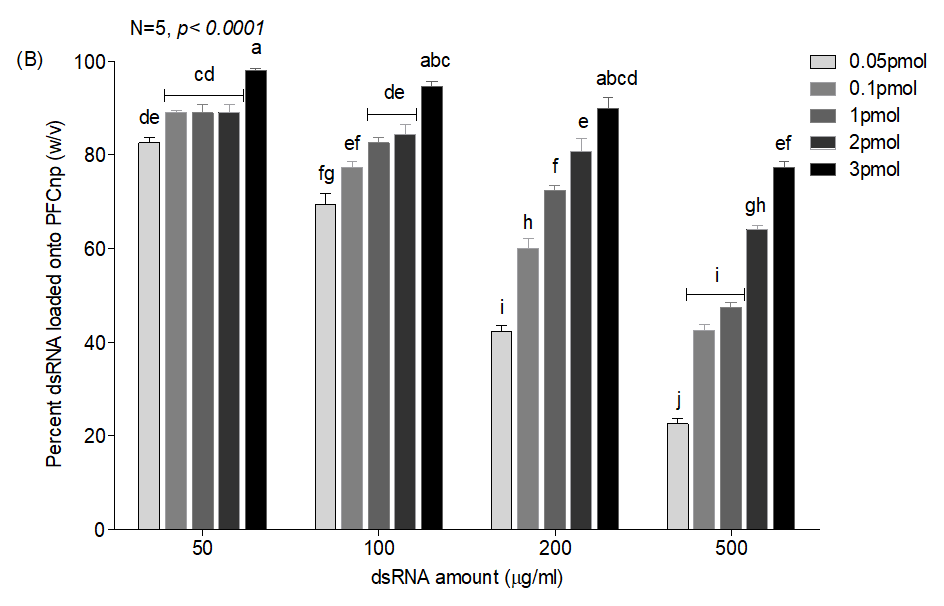 N=5, p< 0.0001
(B)
Percent dsRNA loaded onto PFCnp (w/v)
100
80
60
40
20
0
de
cd
a
fg
ef
de
abc
i
h
f
e
abcd
j
i
gh
ef
50
100
200
500
dsRNA amount (μg/ml)
0.05pmol
0.1pmol
1pmol
2pmol
3pmol